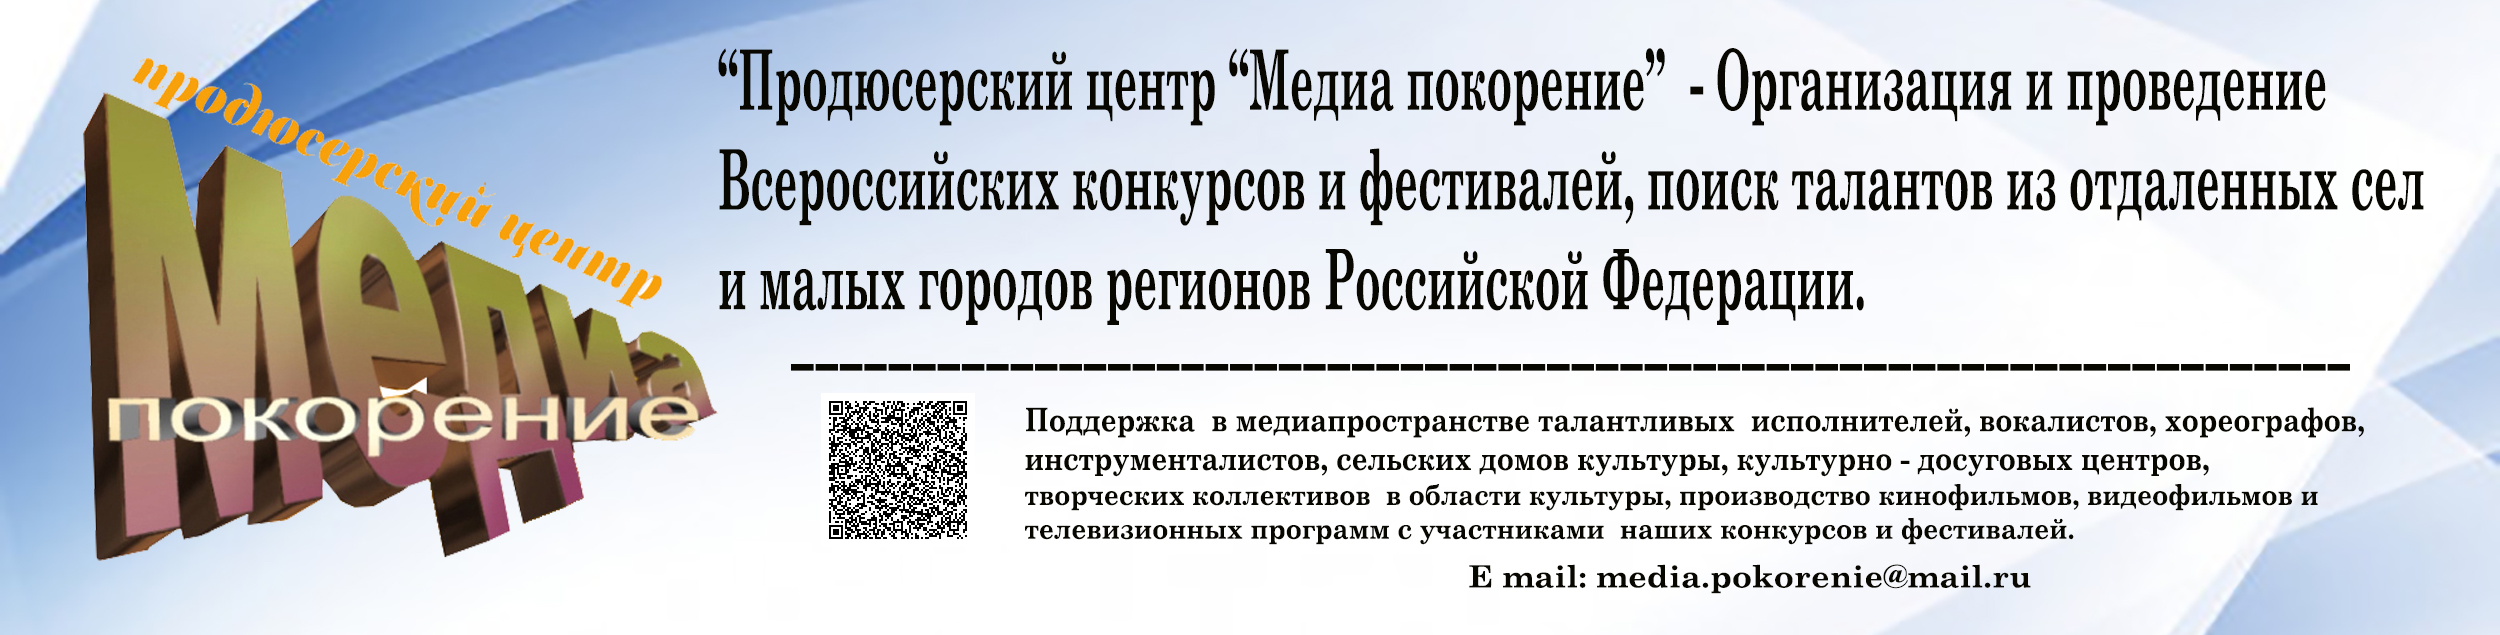 продюсерский центр
Медиа
покорение
“Продюсерский центр “Медиа покорение” - Организация и проведение
Всероссийских конкурсов и фестивалей, поиск талантов из отдаленных сел
и малых городов регионов Российской Федерации.
Поддержка в медиапространстве талантливых исполнителей, вокалистов, хореографов,
инструменталистов, сельских домов культуры, культурно - досуговых центров,
творческих коллективов в области культуры, производство кинофильмов, видеофильмов и
телевизионных программ с участниками наших конкурсов и фестивалей.
E mail: media.pokorenie@mail.ru